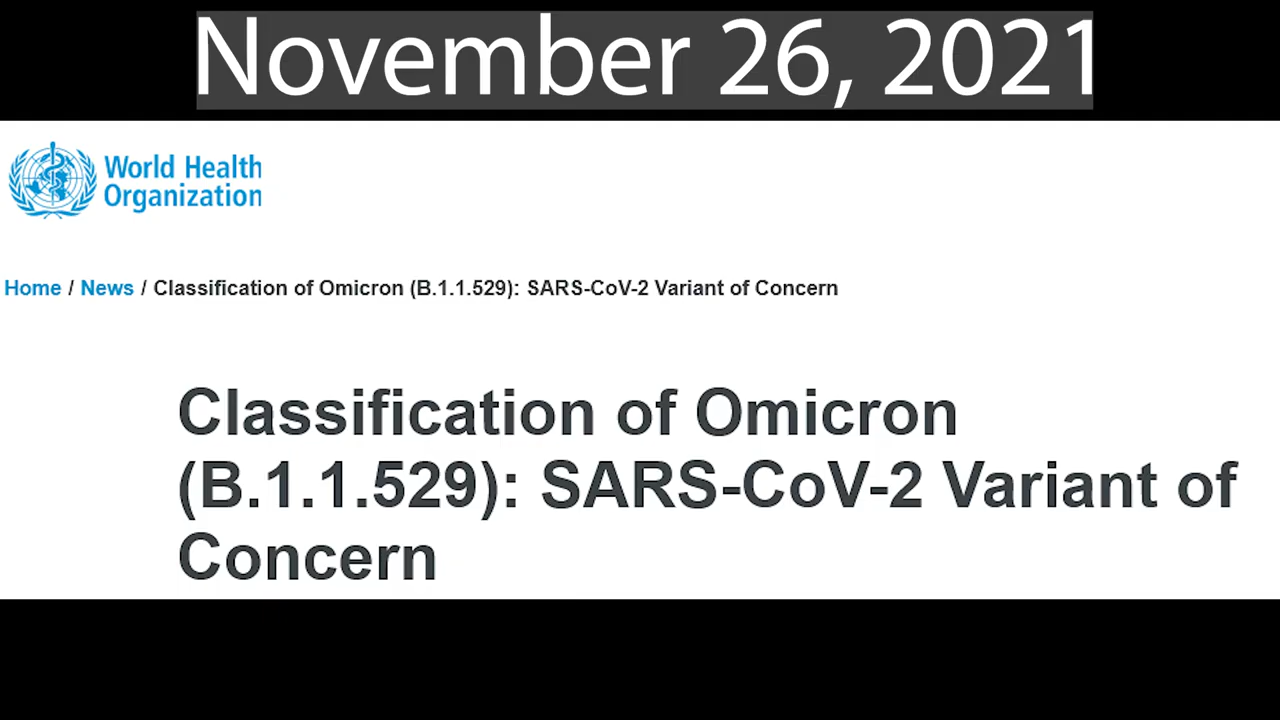 November 26, 2021
World Health
Organization
Home / News / Classification of Omicron (B.1.1.529): SARS-CoV-2 Variant of Concern
Classification of Omicron
(B.1.1.529): SARS-CoV-2 Variant of
Concern